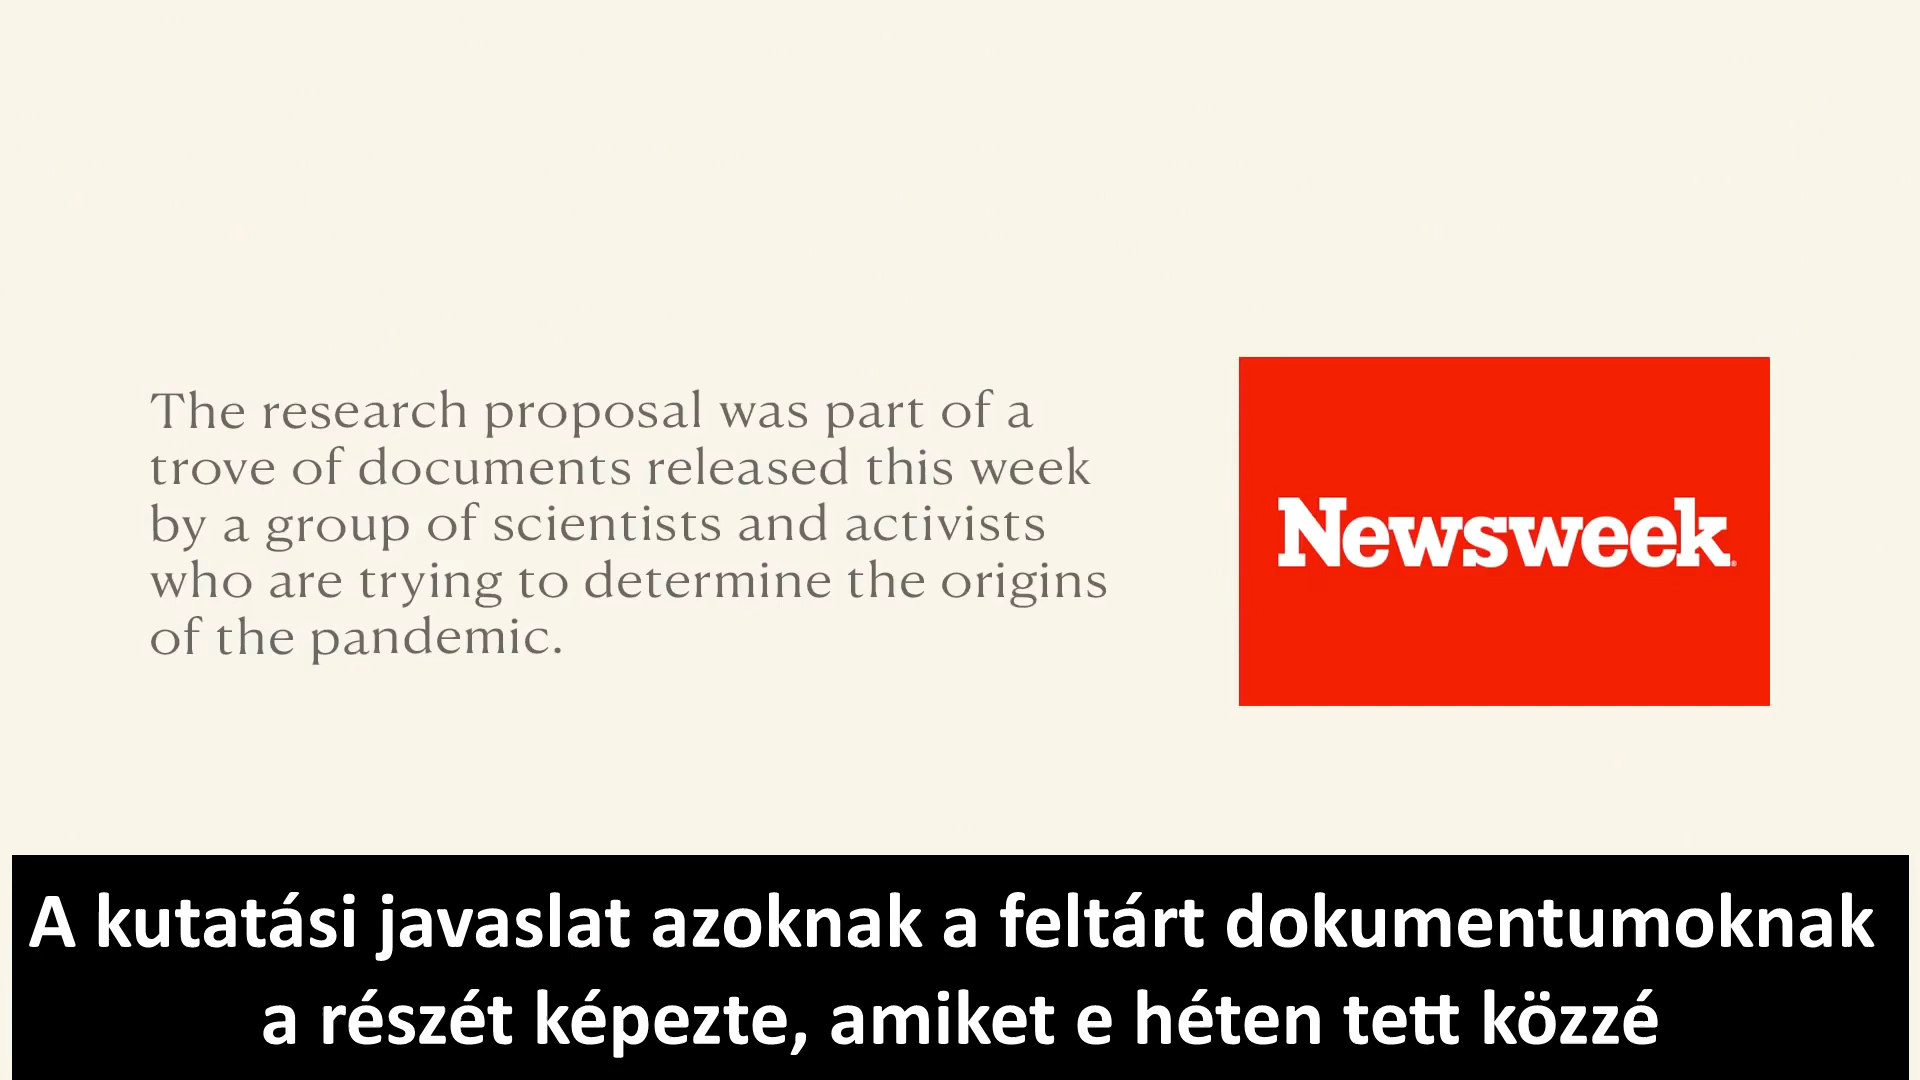 The research proposal was part of a
trove of documents released this week
by a group of scientists and activists
who are trying to determine the origins
of the pandemic.
Newsweek
A kutatási javaslat azoknak a feltárt dokumentumoknak
a részét képezte, amiket e héten tett közzé